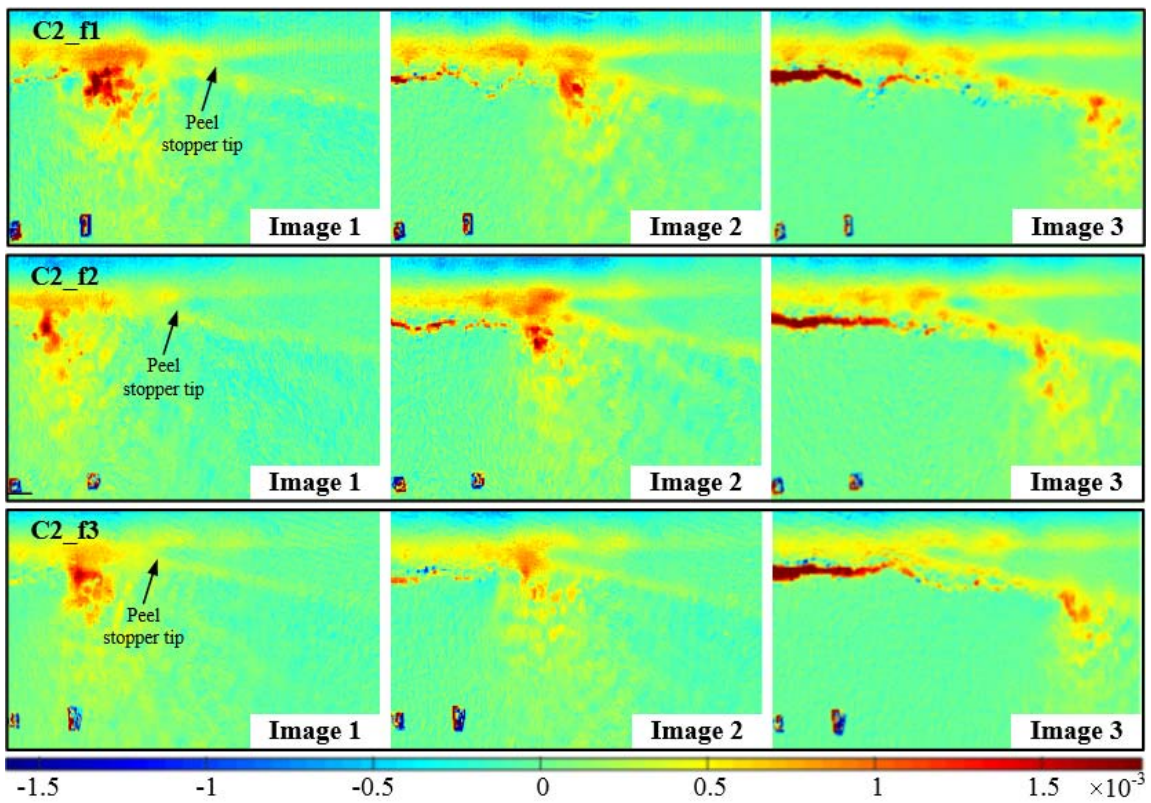 C2_f1
Peel
stopper tip
Image 1
Image 2
Image 3
C2_f2
Peel
stopper tip
Image 1
Image 2
Image 3
C2_f3
Peel
stopper tip
Image 1
Image 2
Image 3
-1.5 -1 -0.5 0 0.5 1 1.5 ×10⁻³